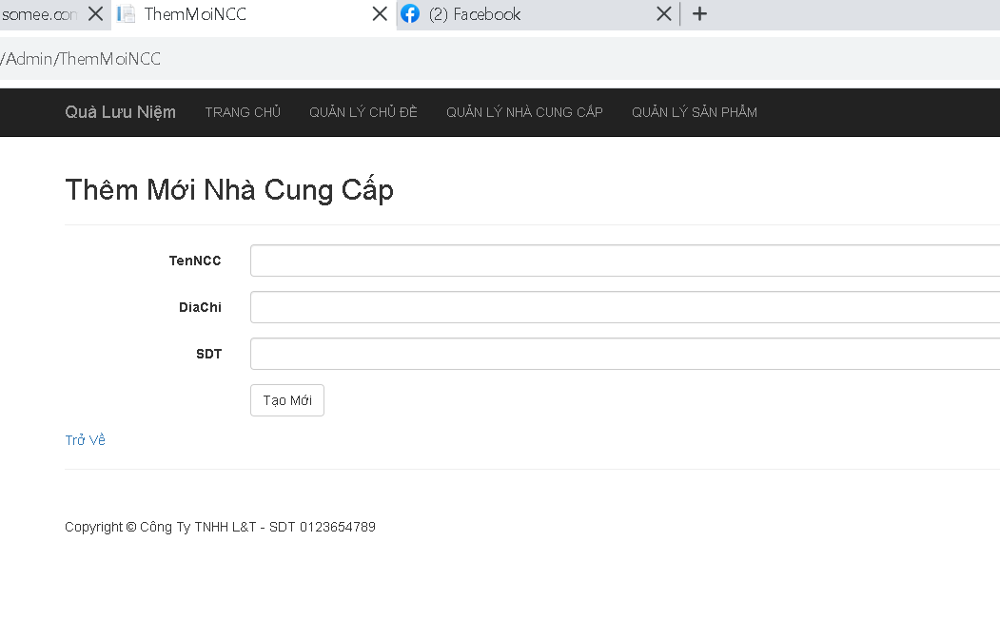 somee.com ThemMoiNCC (2) Facebook
/Admin/ThemMoiNCC
Quà Lưu Niệm TRANG CHỦ QUẢN LÝ CHỦ ĐỀ QUẢN LÝ NHÀ CUNG CẤP QUẢN LÝ SẢN PHẨM
Thêm Mới Nhà Cung Cấp
TenNCC
DiaChi
SDT
Tạo Mới
Trở Về
Copyright © Công Ty TNHH L&T - SDT 0123654789